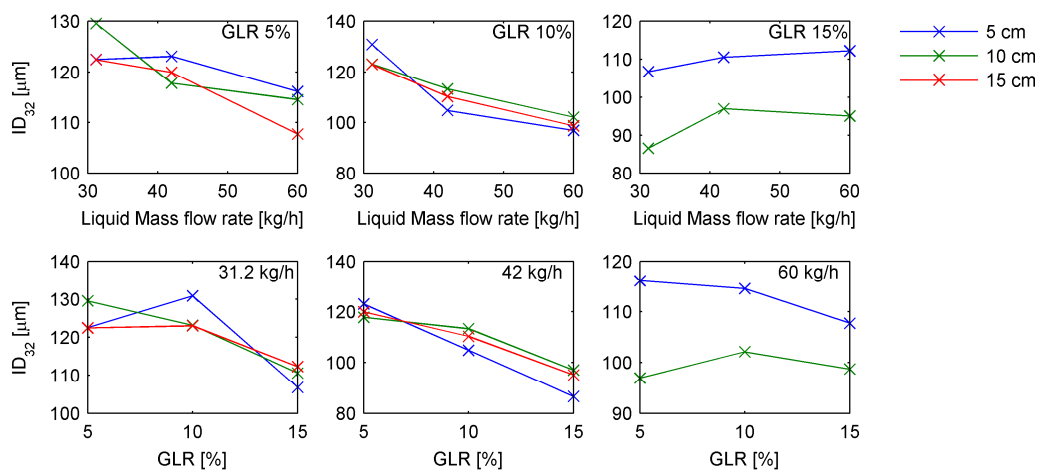 130
120
110
100
30
40
50
60
ID32 [µm]
Liquid Mass flow rate [kg/h]
GLR 5%
140
120
100
80
30
40
50
60
Liquid Mass flow rate [kg/h]
GLR 10%
120
110
100
90
80
30
40
50
60
Liquid Mass flow rate [kg/h]
GLR 15%
5 cm
10 cm
15 cm
140
130
120
110
100
5
10
15
ID32 [µm]
GLR [%]
31.2 kg/h
140
120
100
80
5
10
15
GLR [%]
42 kg/h
120
110
100
90
5
10
15
GLR [%]
60 kg/h